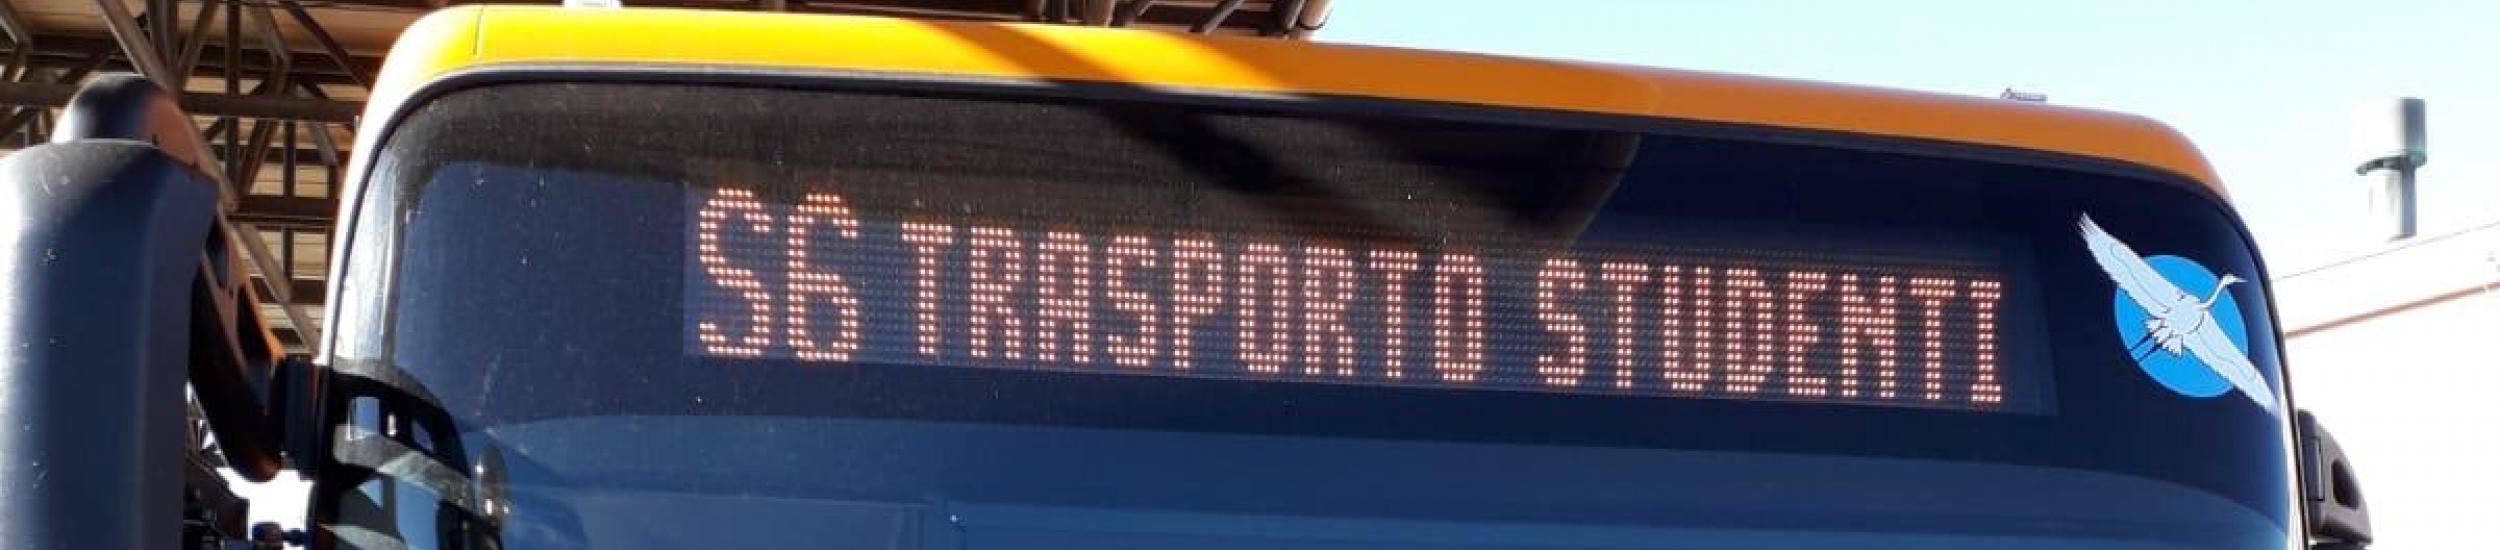 S6 TRASPORTO STUDENTI